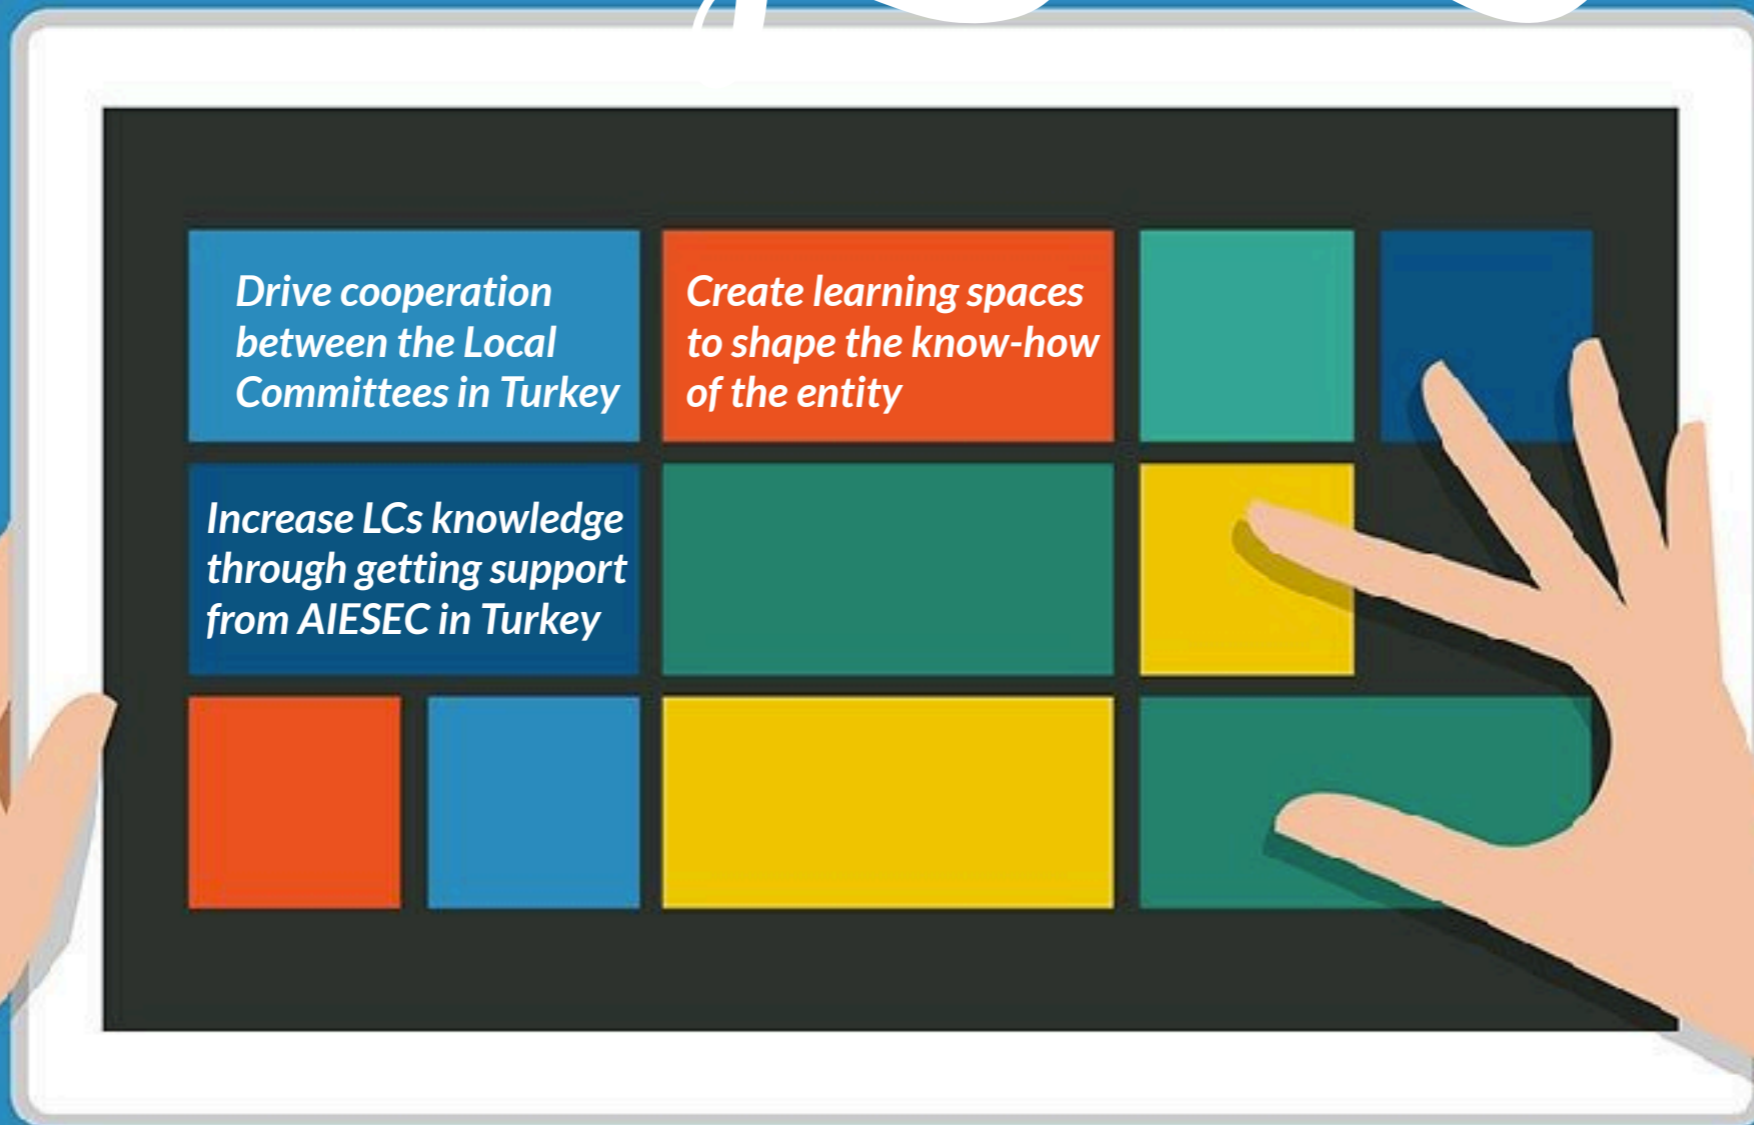 Drive cooperation
between the Local
Committees in Turkey
Create learning spaces
to shape the know-how
of the entity
Increase LCs knowledge
through getting support
from AIESEC in Turkey